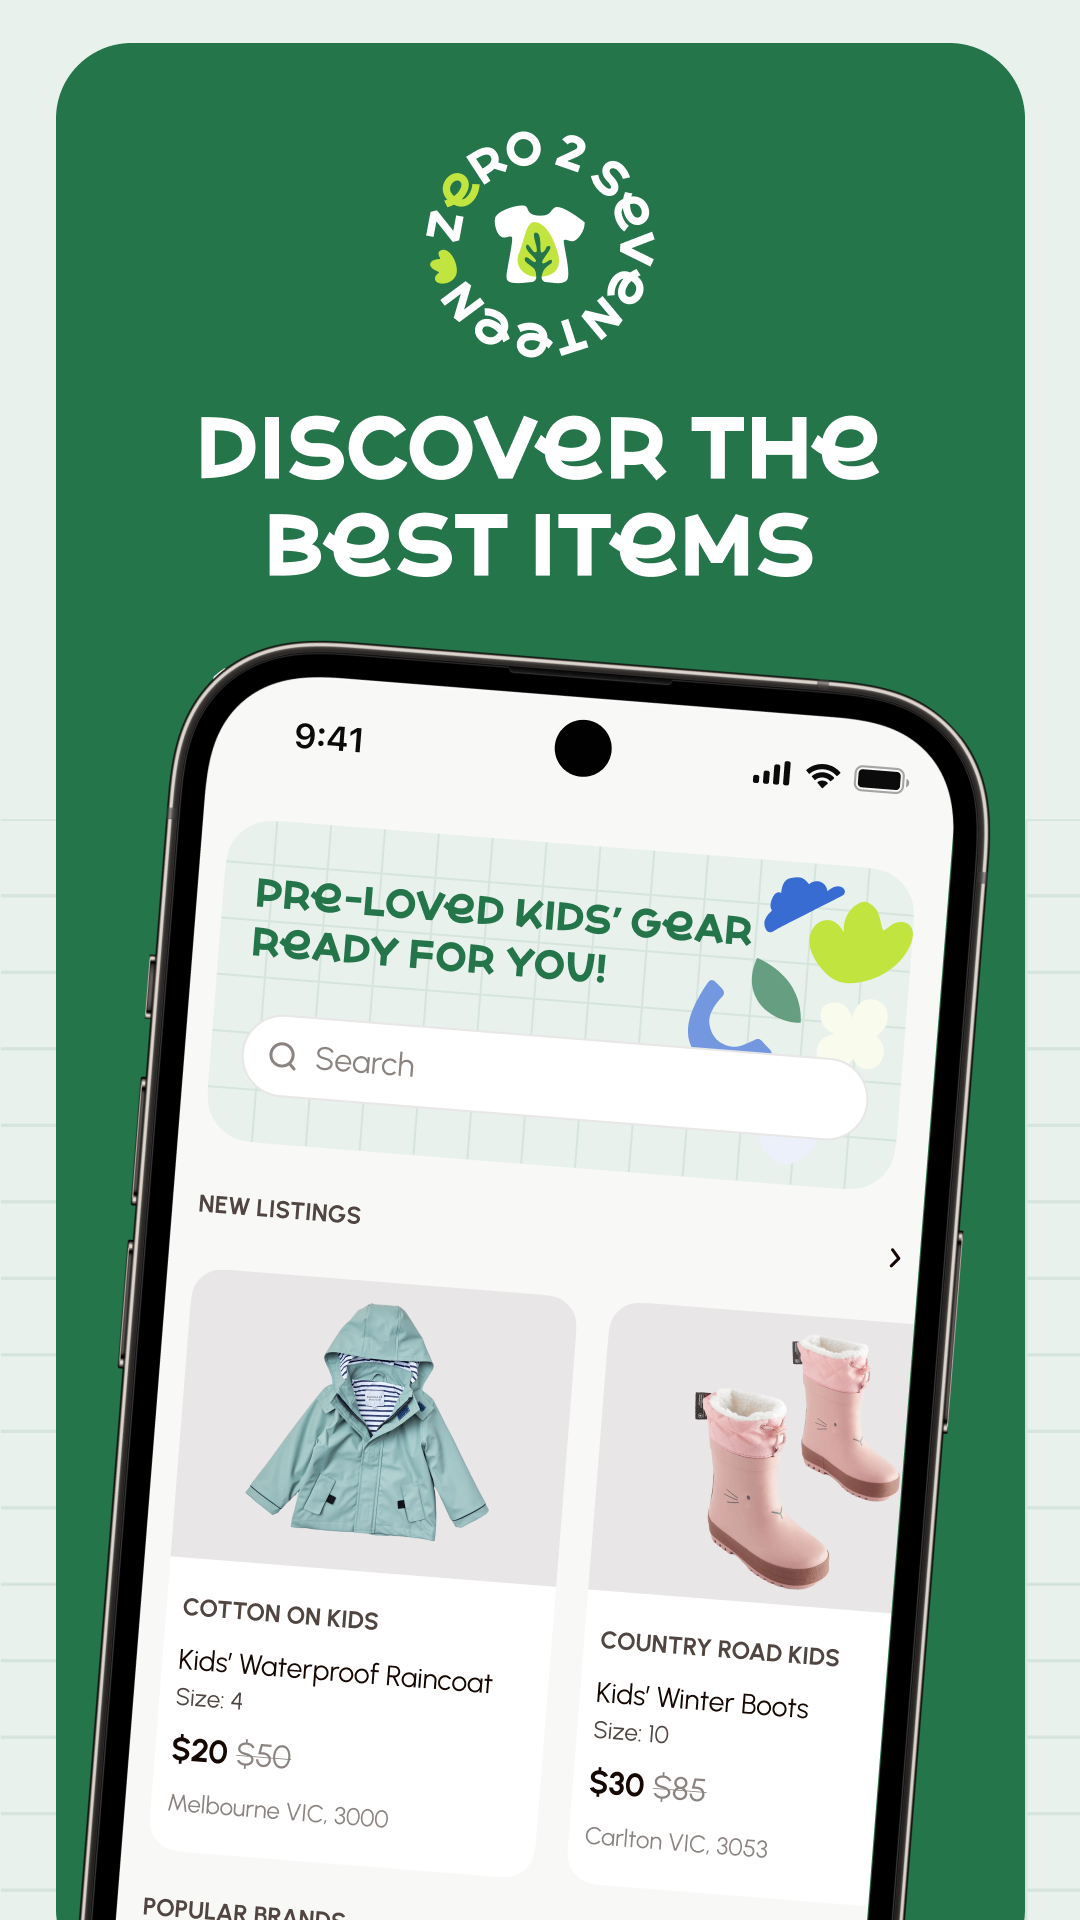 ZeRO 2 SeVeNTeeN
DISCOVeR THe
BeST ITeMS
9:41
PRe-LOVeD KIDS' GeAR
ReADY FOR YOU!
Search
NEW LISTINGS
COTTON ON KIDS
Kids' Waterproof Raincoat
Size: 4
$20 $50
Melbourne VIC, 3000
COUNTRY ROAD KIDS
Kids' Winter Boots
Size: 10
$30 $85
Carlton VIC, 3053
POPULAR BRANDS